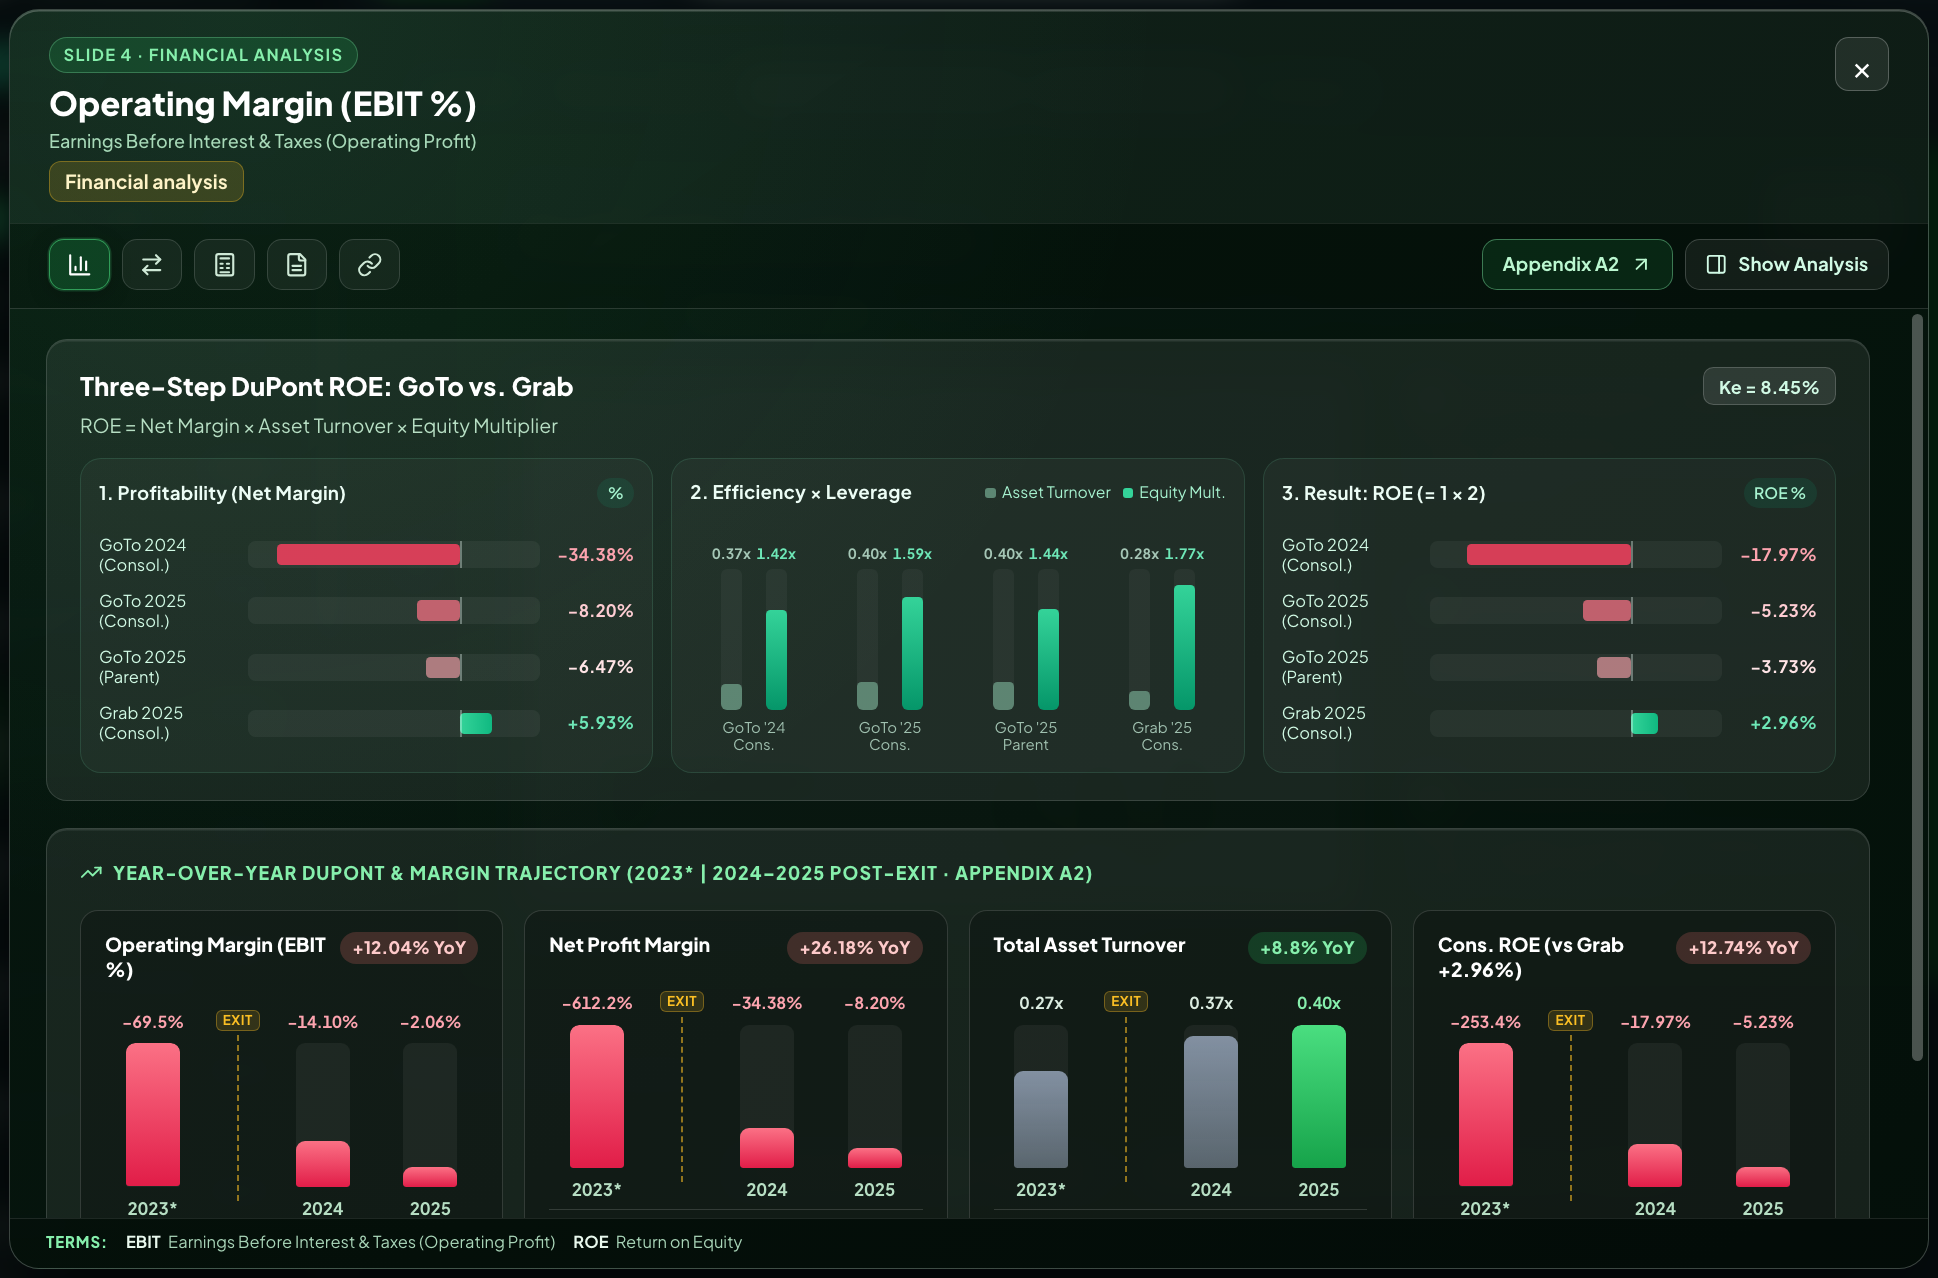 SLIDE 4 · FINANCIAL ANALYSIS
Operating Margin (EBIT %)
Earnings Before Interest & Taxes (Operating Profit)
Financial analysis
Appendix A2
Show Analysis
Three-Step DuPont ROE: GoTo vs. Grab
Ke = 8.45%
ROE = Net Margin × Asset Turnover × Equity Multiplier
1. Profitability (Net Margin)
%
GoTo 2024
(Consol.)
-34.38%
GoTo 2025
(Consol.)
-8.20%
GoTo 2025
(Parent)
-6.47%
Grab 2025
(Consol.)
+5.93%
2. Efficiency × Leverage
Asset Turnover
Equity Mult.
0.37x 1.42x
0.40x 1.59x
0.40x 1.44x
0.28x 1.77x
GoTo '24
Cons.
GoTo '25
Cons.
GoTo '25
Parent
Grab '25
Cons.
3. Result: ROE (= 1 × 2)
ROE %
GoTo 2024
(Consol.)
-17.97%
GoTo 2025
(Consol.)
-5.23%
GoTo 2025
(Parent)
-3.73%
Grab 2025
(Consol.)
+2.96%
YEAR-OVER-YEAR DUPONT & MARGIN TRAJECTORY (2023* | 2024–2025 POST-EXIT · APPENDIX A2)
Operating Margin (EBIT
%)
+12.04% YoY
-69.5%
EXIT
-14.10%
-2.06%
2023*
2024
2025
Net Profit Margin
+26.18% YoY
-612.2%
EXIT
-34.38%
-8.20%
2023*
2024
2025
Total Asset Turnover
+8.8% YoY
0.27x
EXIT
0.37x
0.40x
2023*
2024
2025
Cons. ROE (vs Grab
+2.96%)
+12.74% YoY
-253.4%
EXIT
-17.97%
-5.23%
2023*
2024
2025
TERMS: EBIT Earnings Before Interest & Taxes (Operating Profit) ROE Return on Equity